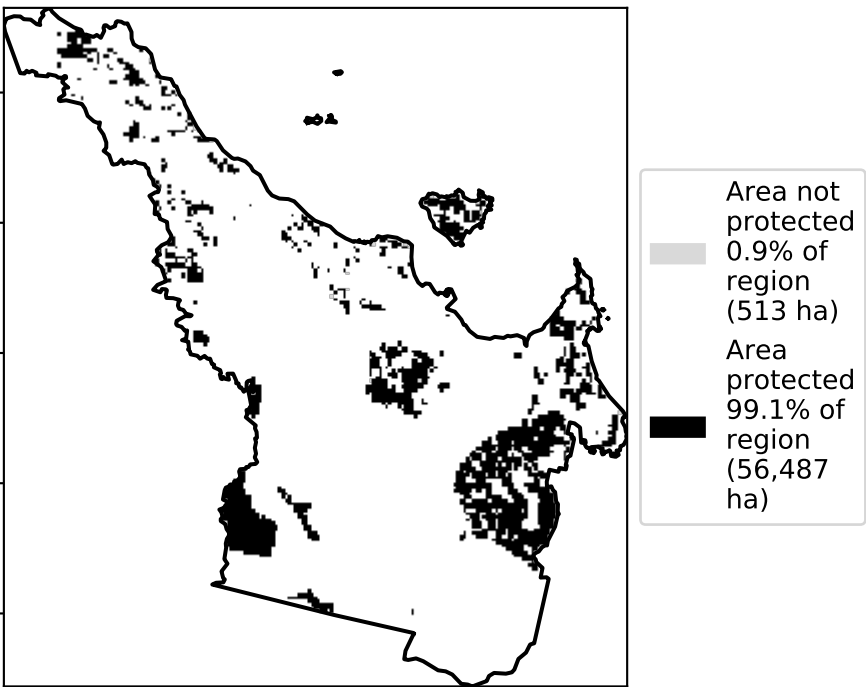 Area not
protected
0.9% of
region
(513 ha)
Area
protected
99.1% of
region
(56,487
ha)